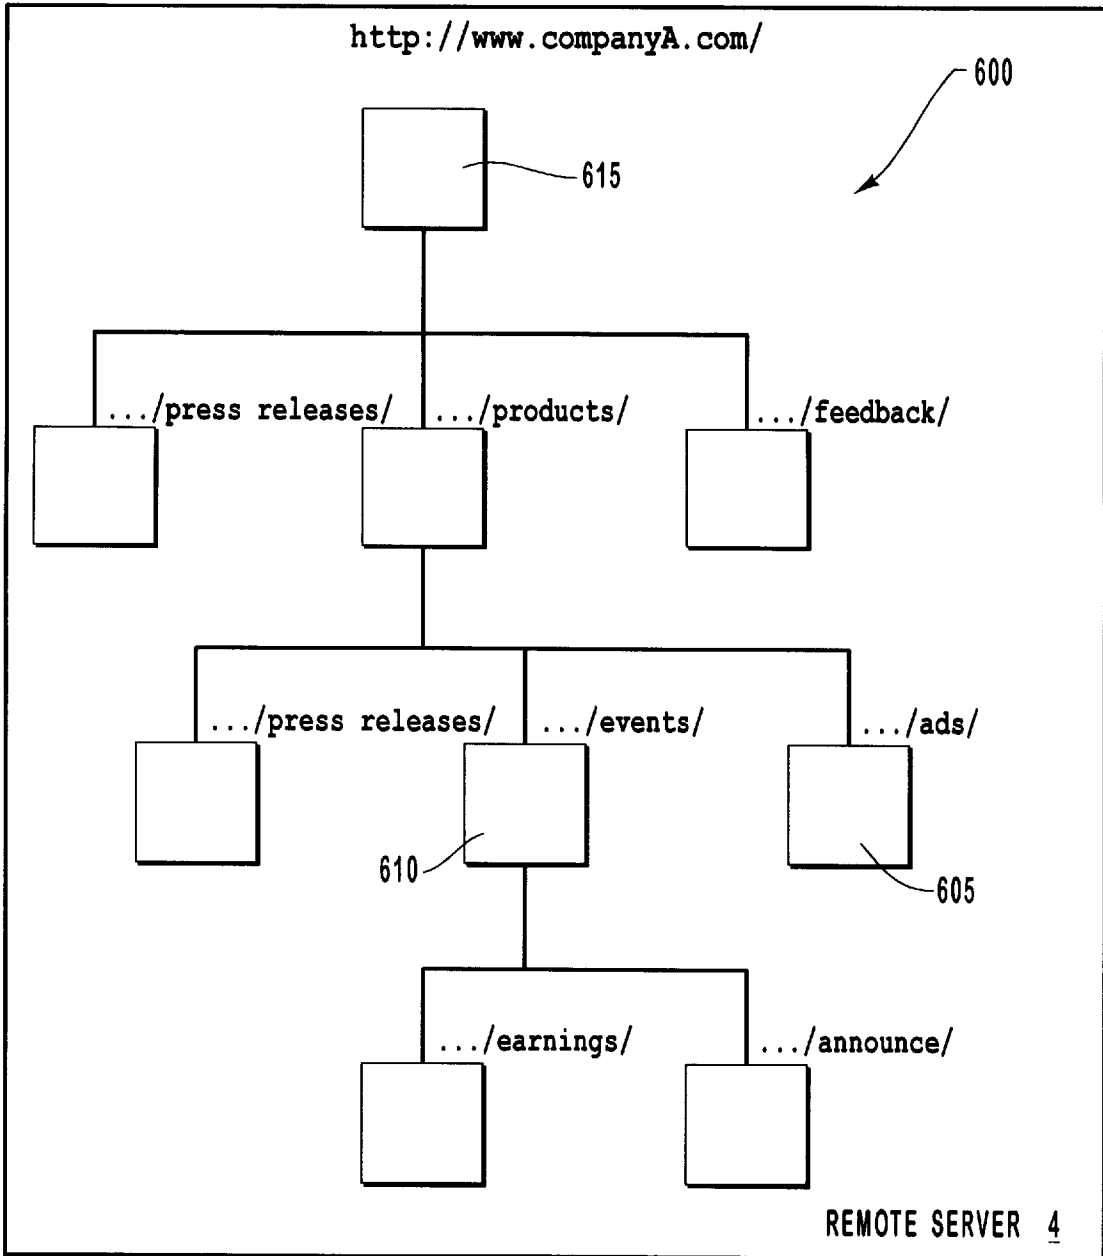 http://www.companyA.com/
600
615
.../press releases/
.../products/
.../feedback/
.../press releases/
.../events/
.../ads/
610
605
.../earnings/
.../announce/
REMOTE SERVER 4